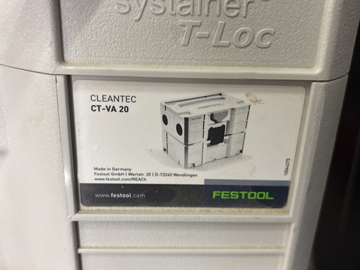 systainer
T-Loc
CLEANTEC
CT-VA 20
Made in Germany
Festool GmbH | Wertstr. 20 | D-73240 Wendlingen
www.festool.com/REACh
www.festool.com
FESTOOL